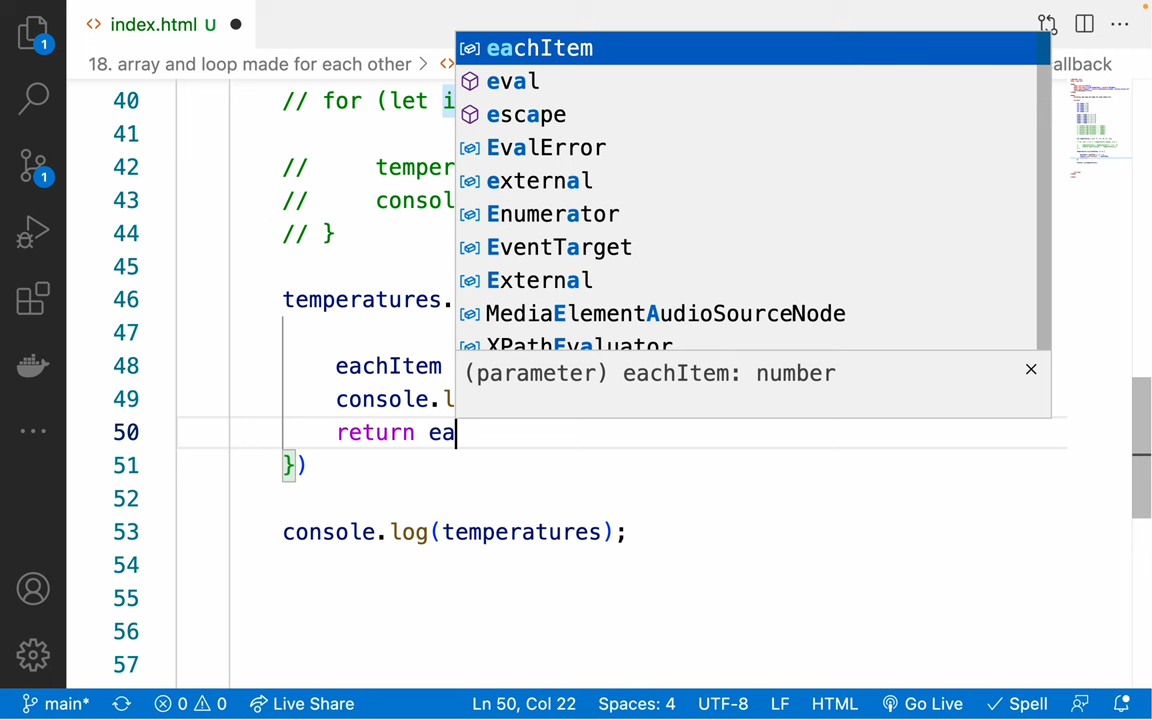 <> index.html U ●
18. array and loop made for each other > <> allback
40 // for (let i
41
42 // temper
43 // consol
44 // }
45
46 temperatures.
47
48 eachItem
49 console.l
50 return ea
51 })
52
53 console.log(temperatures);
54
55
56
57
eachItem
eval
escape
EvalError
external
Enumerator
EventTarget
External
MediaElementAudioSourceNode
XPathEvaluator
(parameter) eachItem: number
1
1
main* 0 0 Live Share Ln 50, Col 22 Spaces: 4 UTF-8 LF HTML Go Live Spell